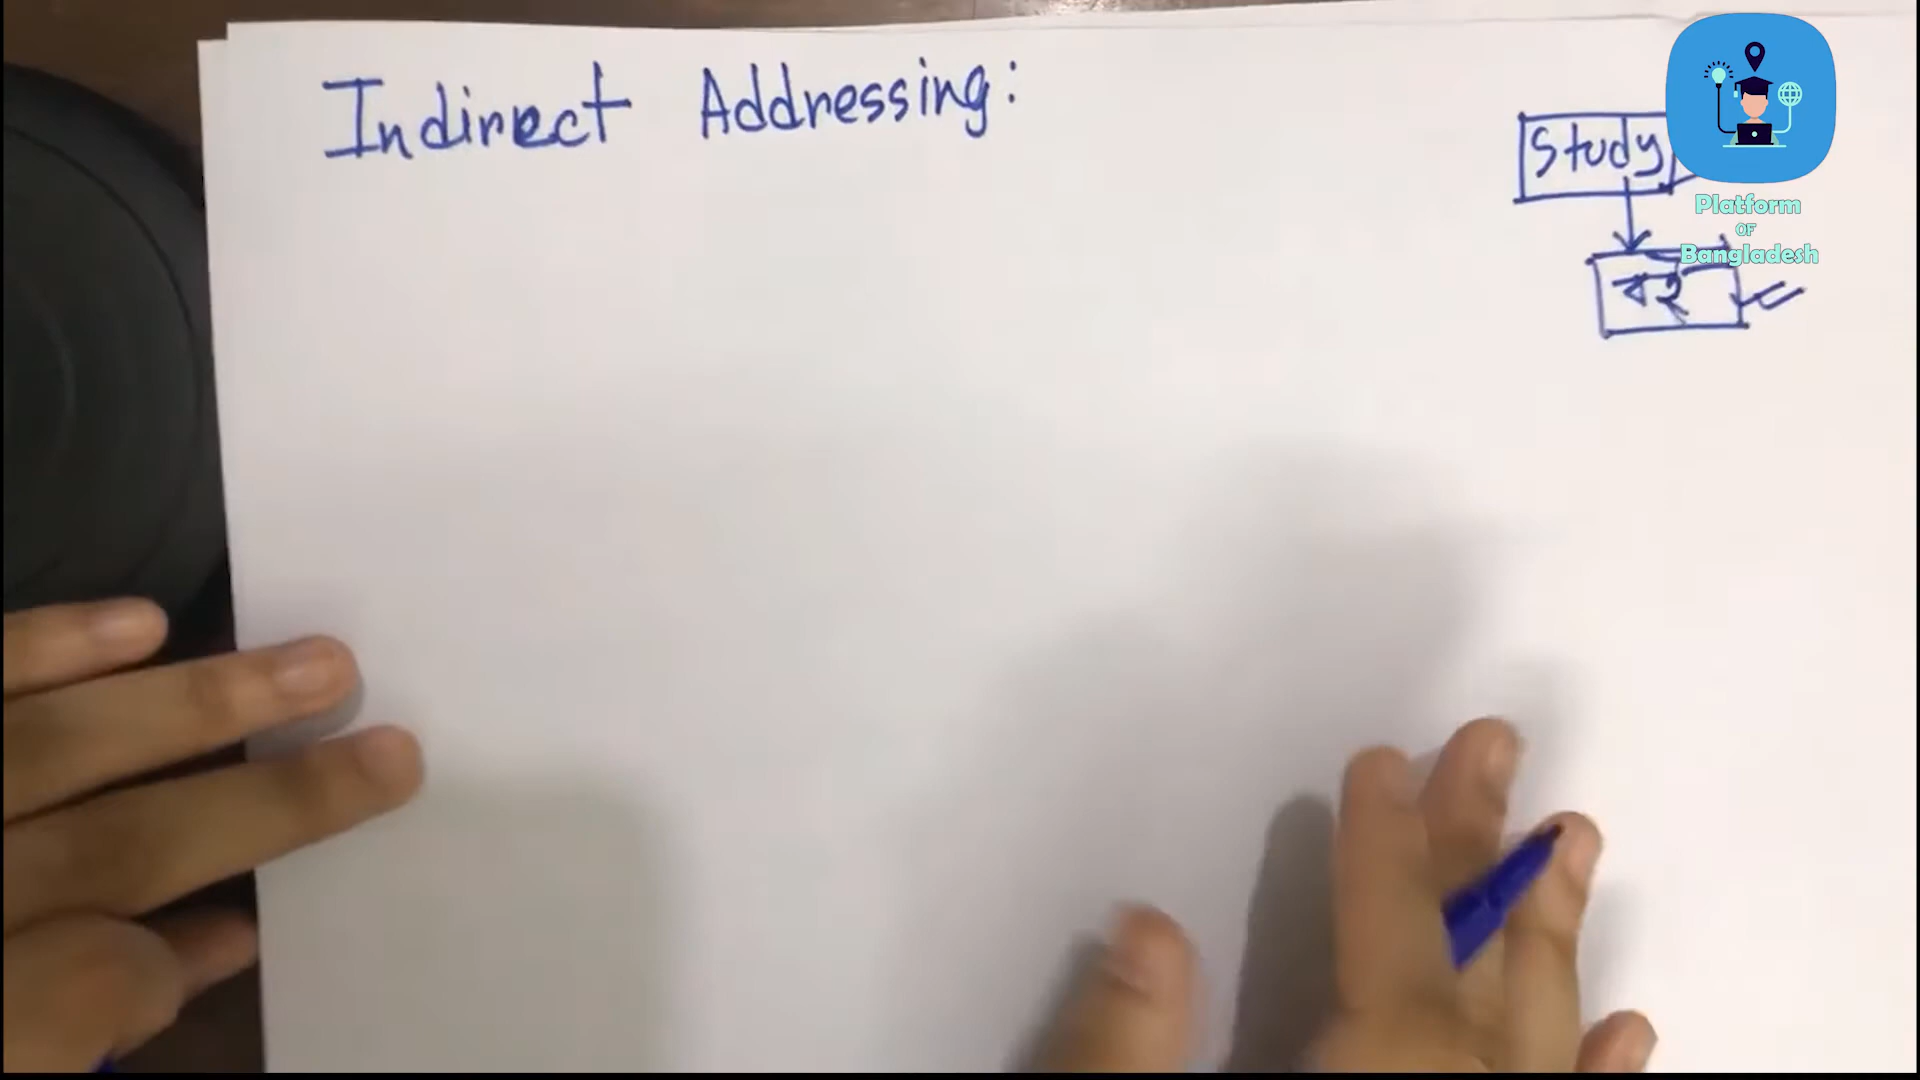 Indirect Addressing:
Study
বই
Platform
OF
Bangladesh